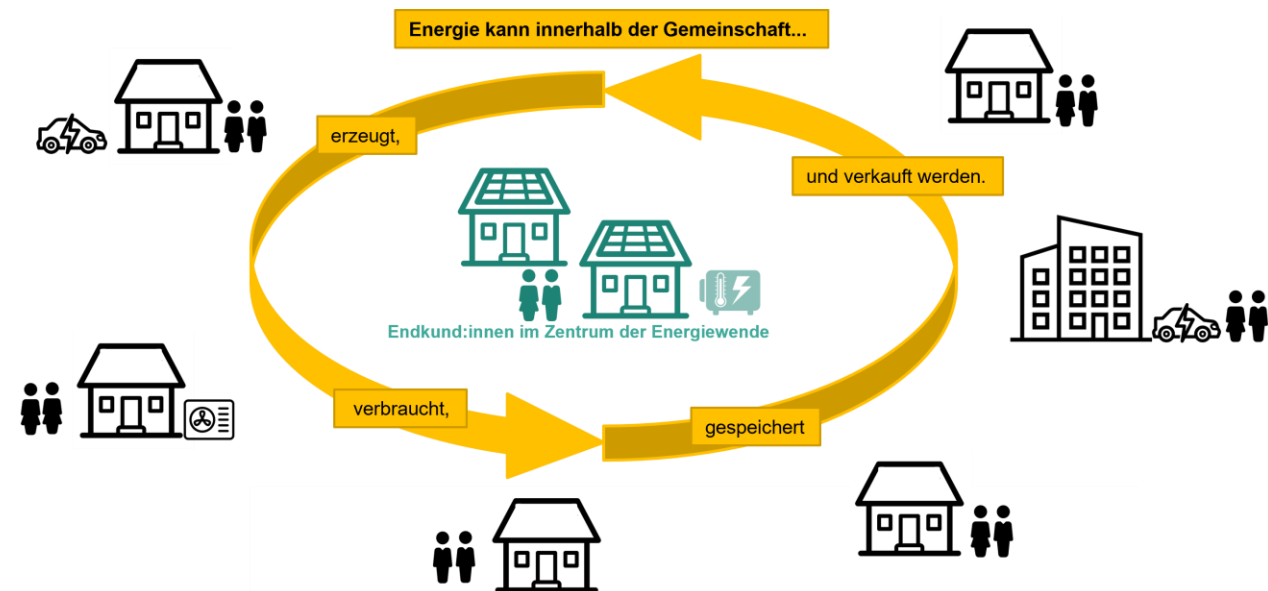 Energie kann innerhalb der Gemeinschaft...
erzeugt,
verbraucht,
gespeichert
und verkauft werden.
Endkund:innen im Zentrum der Energiewende